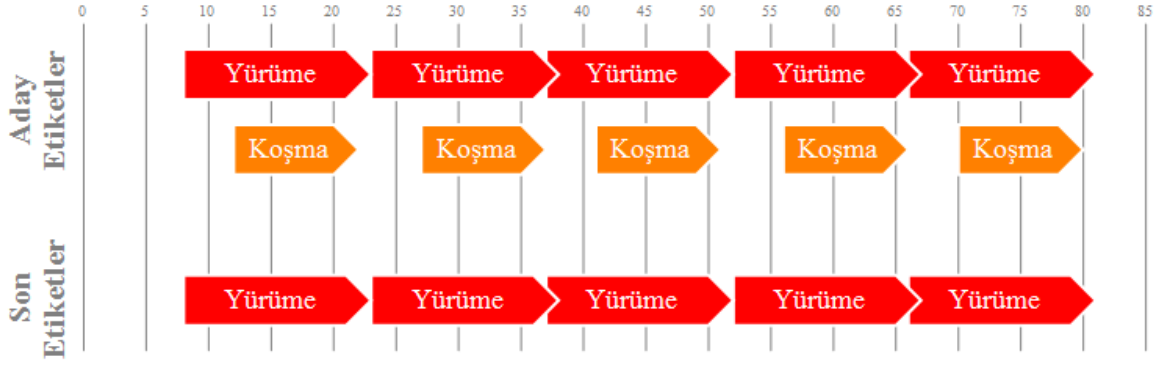 0 5 10 15 20 25 30 35 40 45 50 55 60 65 70 75 80 85
Aday
Etiketler
Yürüme Yürüme Yürüme Yürüme Yürüme
Koşma Koşma Koşma Koşma Koşma
Son
Etiketler
Yürüme Yürüme Yürüme Yürüme Yürüme